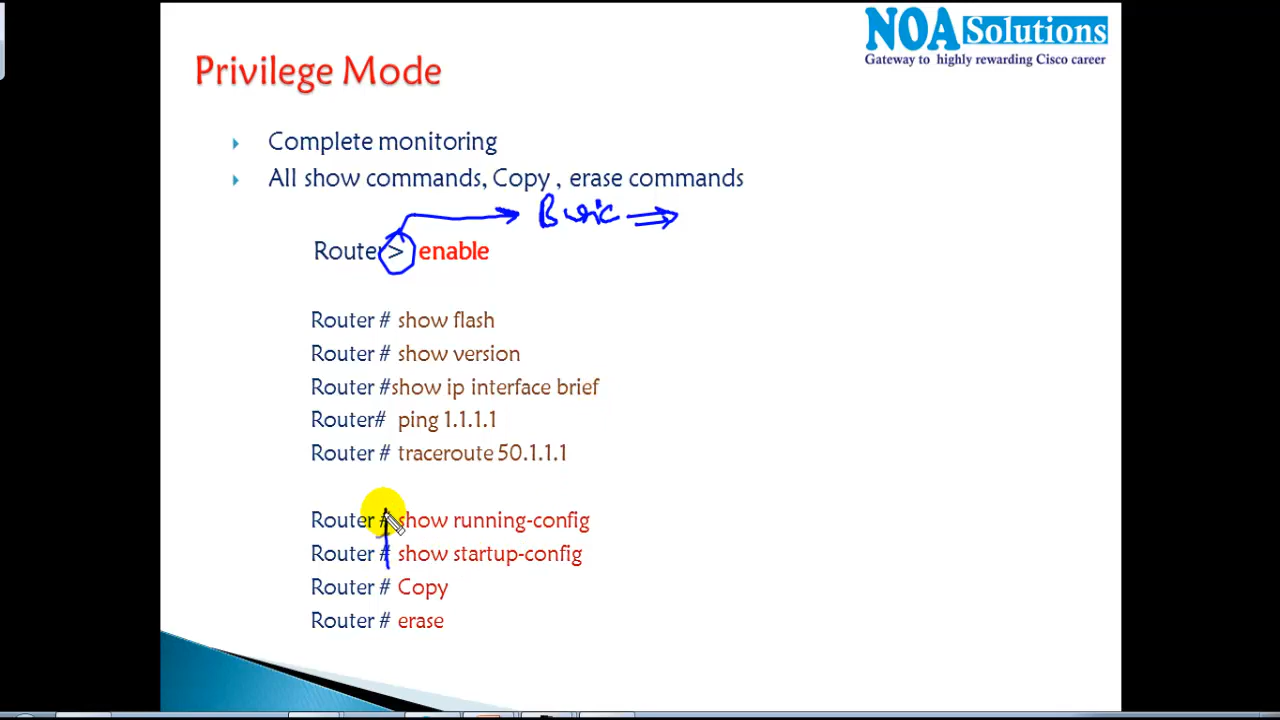 NOA Solutions
Gateway to highly rewarding Cisco career
Privilege Mode
Complete monitoring
All show commands, Copy , erase commands
Basic
Router > enable
Router # show flash
Router # show version
Router #show ip interface brief
Router# ping 1.1.1.1
Router # traceroute 50.1.1.1
Router # show running-config
Router # show startup-config
Router # Copy
Router # erase